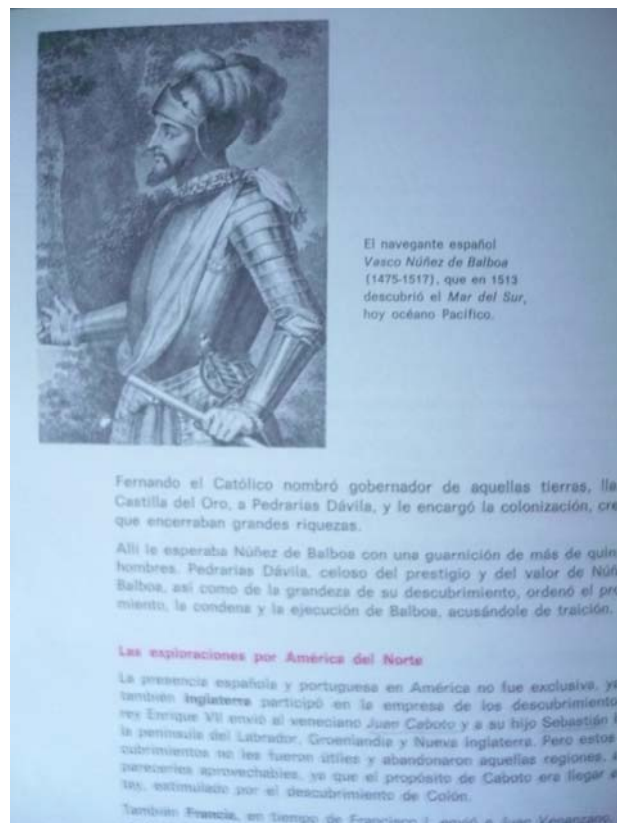 El navegante español
Vasco Núñez de Balboa
(1475-1517), que en 1513
descubrió el Mar del Sur,
hoy océano Pacífico.
Fernando el Católico nombró gobernador de aquellas tierras, lla
Castilla del Oro, a Pedrarias Dávila, y le encargó la colonización, cre
que encerraban grandes riquezas.
Allí le esperaba Núñez de Balboa con una guarnición de más de quin
hombres. Pedrarias Dávila, celoso del prestigio y del valor de Núñ
Balboa, así como de la grandeza de su descubrimiento, ordenó el pro
miento, la condena y la ejecución de Balboa, acusándole de traición.
Las exploraciones por América del Norte
La presencia española y portuguesa en América no fue exclusiva, ya
también Inglaterra participó en la empresa de los descubrimiento
rey Enrique VII envió al veneciano Juan Caboto y a su hijo Sebastián
la península del Labrador, Groenlandia y Nueva Inglaterra. Pero estos
cubrimientos no les fueron útiles y abandonaron aquellas regiones,
parecerles aprovechables, ya que el propósito de Caboto era llegar
estimulado por el descubrimiento de Colón.
También Francia, en tiempo de Francisco I, envió a Juan